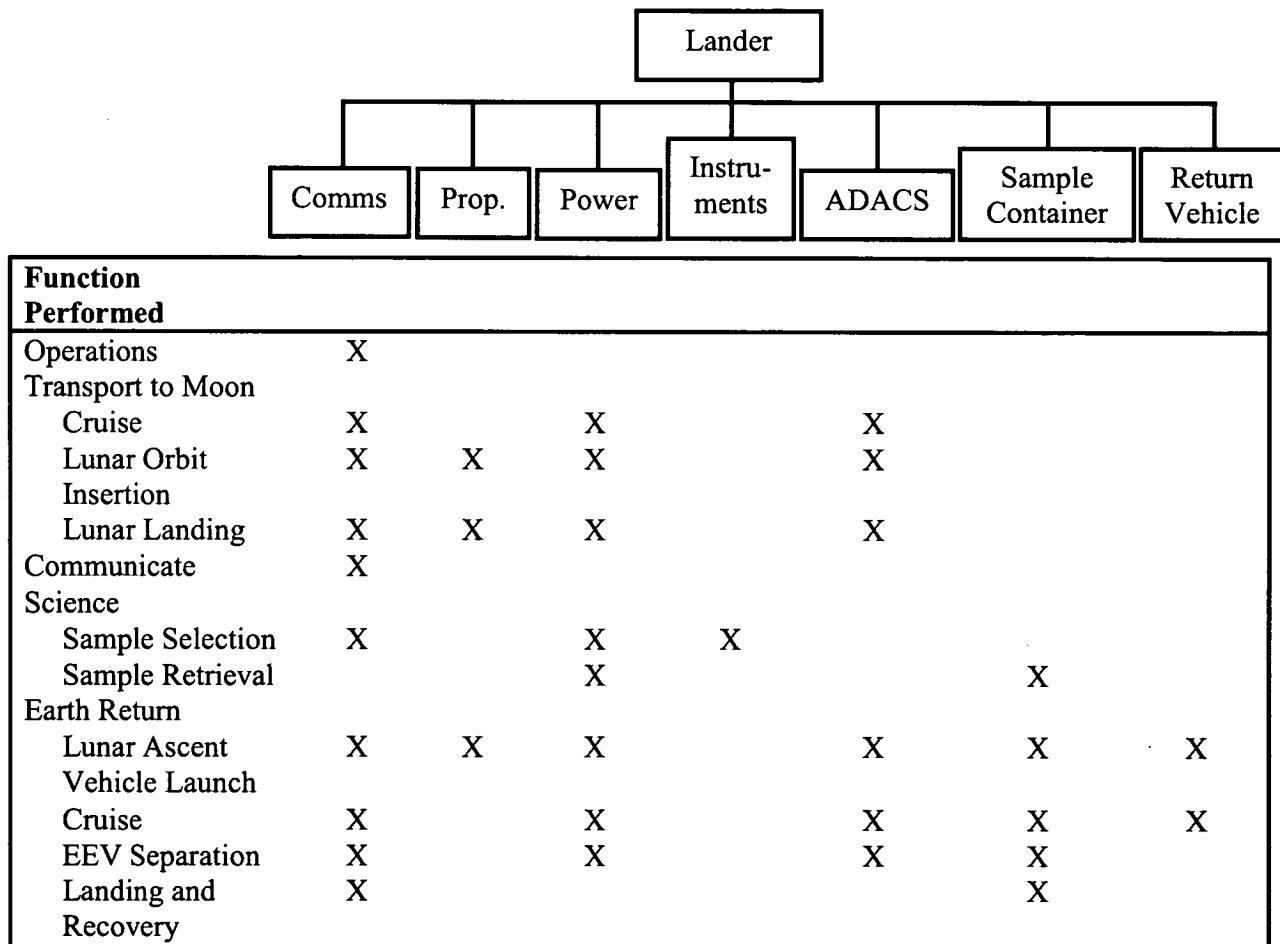 Lander
Comms Prop. Power Instru-
ments ADACS Sample
Container Return
Vehicle
Function
Performed
Operations X
Transport to Moon
Cruise X X X
Lunar Orbit X X X X
Insertion
Lunar Landing X X X X
Communicate X
Science
Sample Selection X X X
Sample Retrieval X X
Earth Return
Lunar Ascent X X X X X X
Vehicle Launch
Cruise X X X X X
EEV Separation X X X X
Landing and X X
Recovery